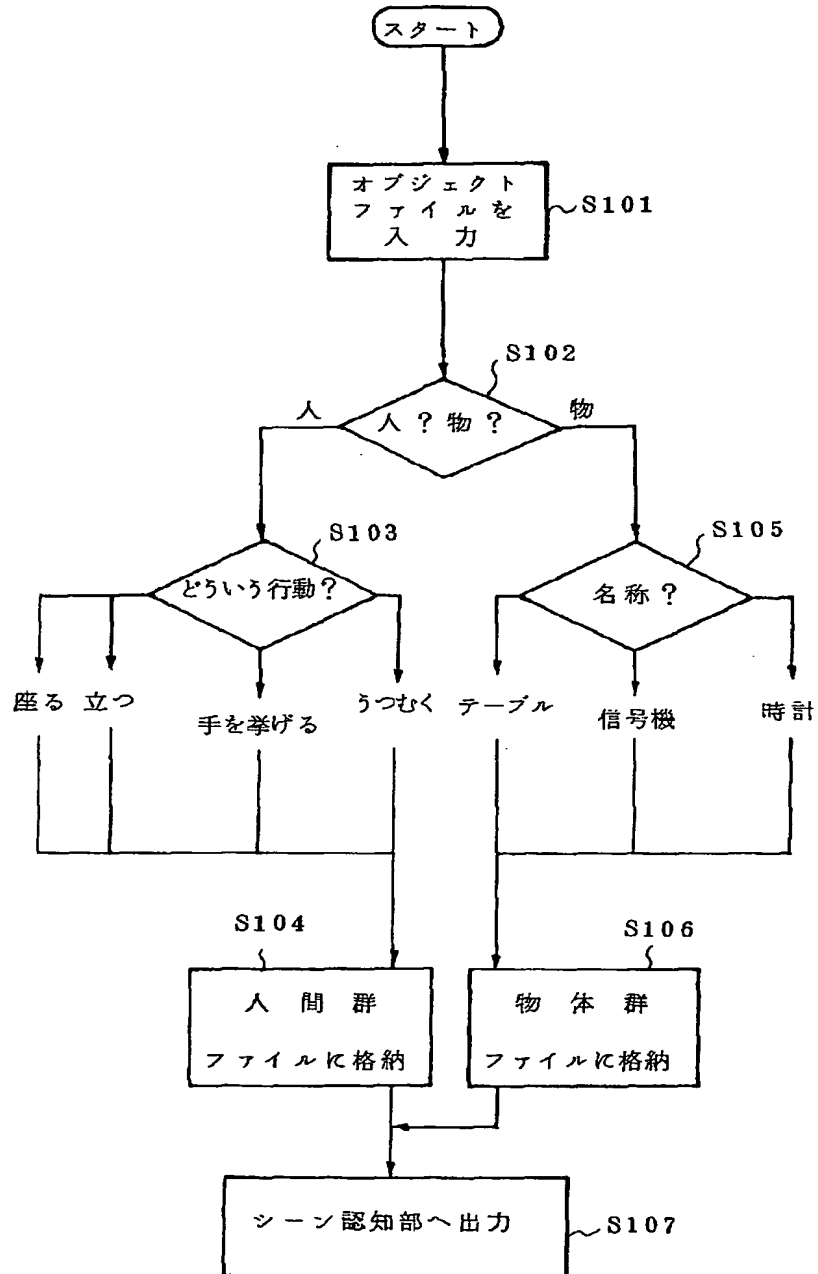 スタート
オブジェクト
ファイルを
入力
S101
S102
人
人?物?
物
S103
どういう行動?
S105
名称?
座る
立つ
手を挙げる
うつむく
テーブル
信号機
時計
S104
人間群
ファイルに格納
S106
物体群
ファイルに格納
シーン認知部へ出力
S107